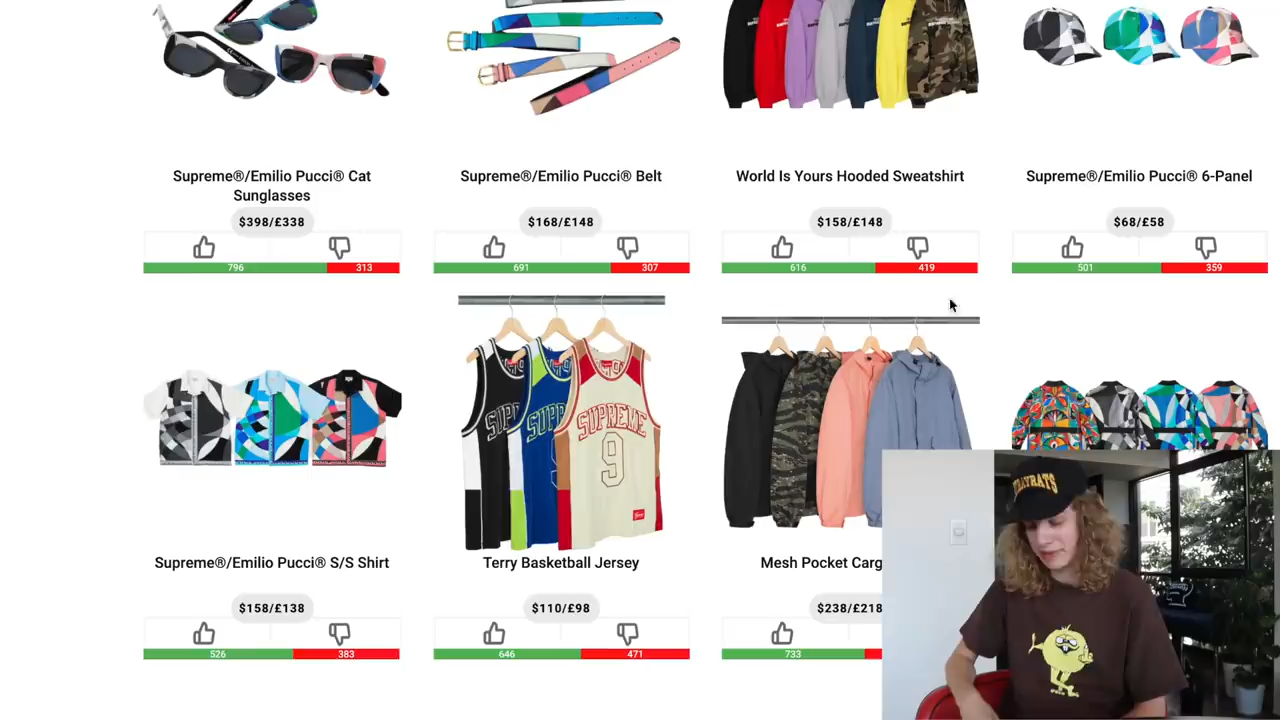 Supreme®/Emilio Pucci® Cat
Sunglasses
$398/£338
796
313
Supreme®/Emilio Pucci® Belt
$168/£148
691
307
World Is Yours Hooded Sweatshirt
$158/£148
616
419
Supreme®/Emilio Pucci® 6-Panel
$68/£58
501
359
SUPREME
9
Supreme®/Emilio Pucci® S/S Shirt
$158/£138
526
383
Terry Basketball Jersey
$110/£98
646
471
Mesh Pocket Carg
$238/£218
733